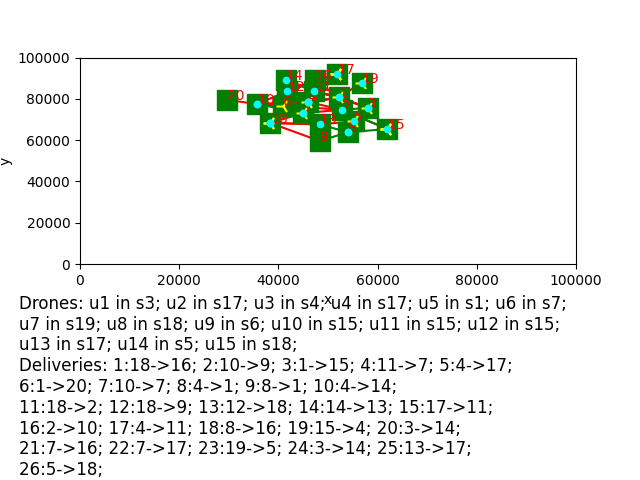 100000
80000
60000
40000
20000
0
y
17
19
14
20
15
0 20000 40000 60000 80000 100000
x
Drones: u1 in s3; u2 in s17; u3 in s4; u4 in s17; u5 in s1; u6 in s7;
u7 in s19; u8 in s18; u9 in s6; u10 in s15; u11 in s15; u12 in s15;
u13 in s17; u14 in s5; u15 in s18;
Deliveries: 1:18->16; 2:10->9; 3:1->15; 4:11->7; 5:4->17;
6:1->20; 7:10->7; 8:4->1; 9:8->1; 10:4->14;
11:18->2; 12:18->9; 13:12->18; 14:14->13; 15:17->11;
16:2->10; 17:4->11; 18:8->16; 19:15->4; 20:3->14;
21:7->16; 22:7->17; 23:19->5; 24:3->14; 25:13->17;
26:5->18;